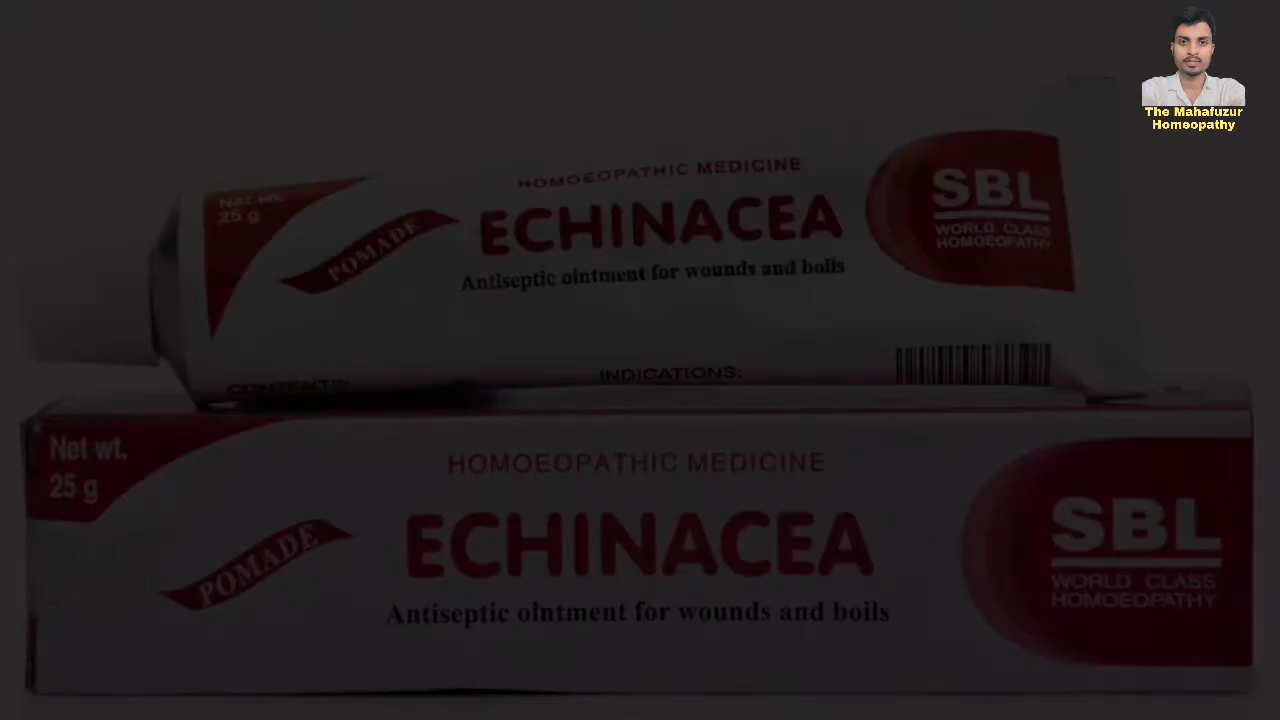 The Mahafuzur
Homeopathy
Net wt.
25 g
POMADE
HOMOEOPATHIC MEDICINE
ECHINACEA
Antiseptic ointment for wounds and boils
SBL
WORLD CLASS
HOMOEOPATHY
CONTENTS
INDICATIONS:
Net wt.
25 g
POMADE
HOMOEOPATHIC MEDICINE
ECHINACEA
Antiseptic ointment for wounds and boils
SBL
WORLD CLASS
HOMOEOPATHY